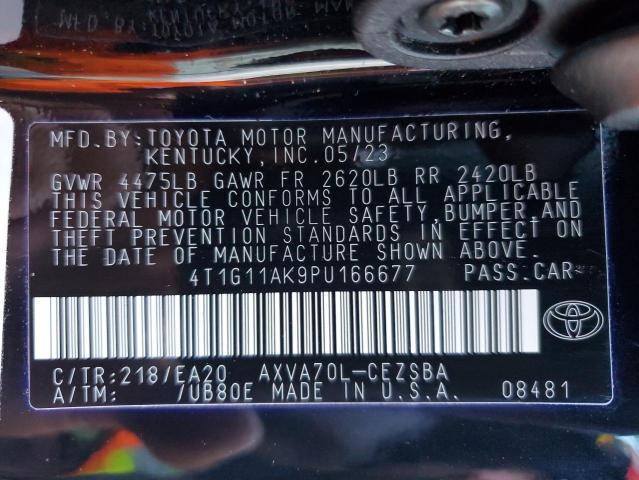 MFD.BY:TOYOTA MOTOR MANUFACTURING,
KENTUCKY,INC.05/23
GVWR 4475LB GAWR FR 2620LB RR 2420LB
THIS VEHICLE CONFORMS TO ALL APPLICABLE
FEDERAL MOTOR VEHICLE SAFETY,BUMPER,AND
THEFT PREVENTION STANDARDS IN EFFECT ON
THE DATE OF MANUFACTURE SHOWN ABOVE.
4T1G11AK9PU166677 PASS.CAR
C/TR:218/EA20 AXVA70L-CEZSBA
A/TM: /UB80E MADE IN U.S.A. 08481